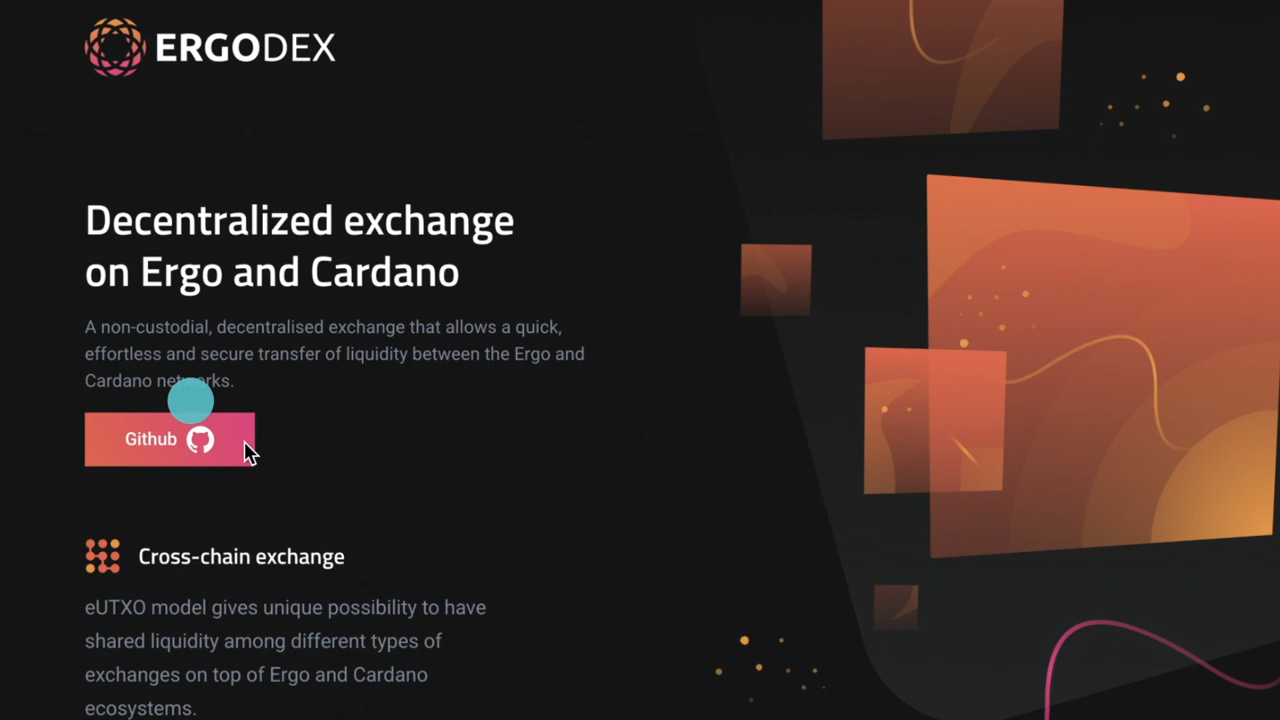 ERGODEX
Decentralized exchange
on Ergo and Cardano
A non-custodial, decentralised exchange that allows a quick,
effortless and secure transfer of liquidity between the Ergo and
Cardano networks.
Github
Cross-chain exchange
eUTXO model gives unique possibility to have
shared liquidity among different types of
exchanges on top of Ergo and Cardano
ecosystems.